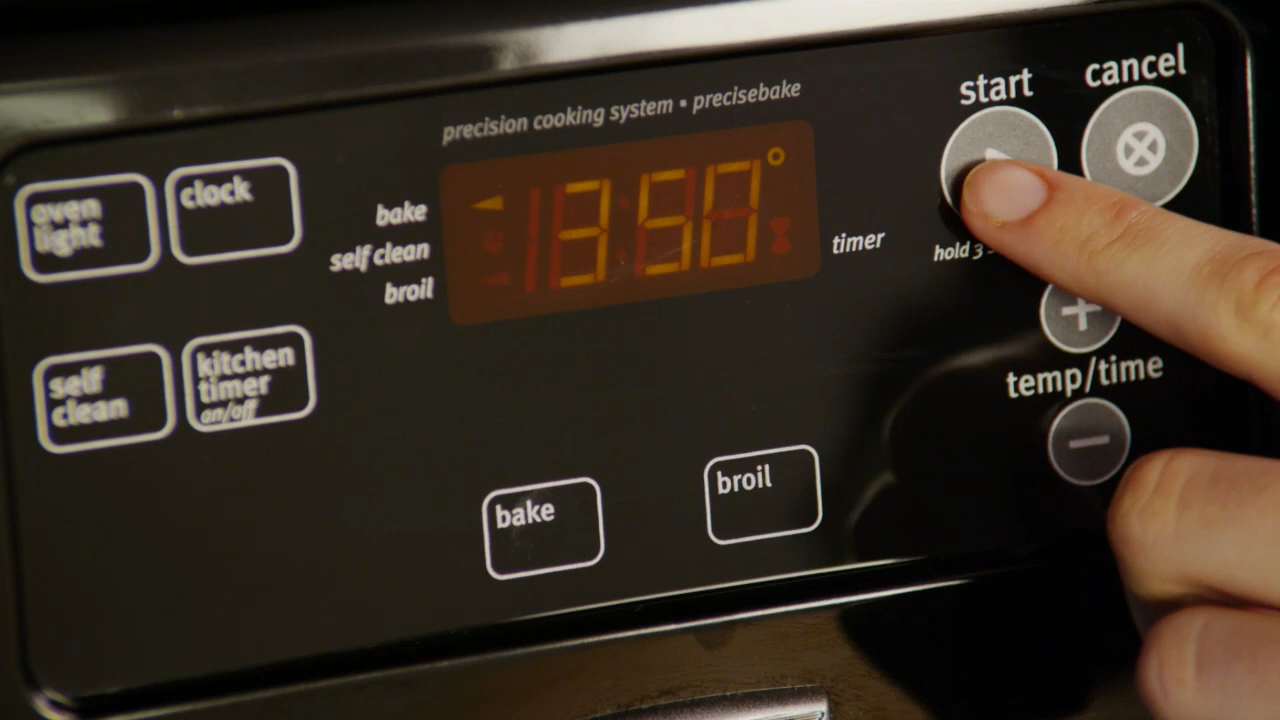 precision cooking system • precisebake
start
cancel
oven
light
clock
bake
self clean
broil
350°
timer
hold 3
self
clean
kitchen
timer
on/off
+
temp/time
−
bake
broil